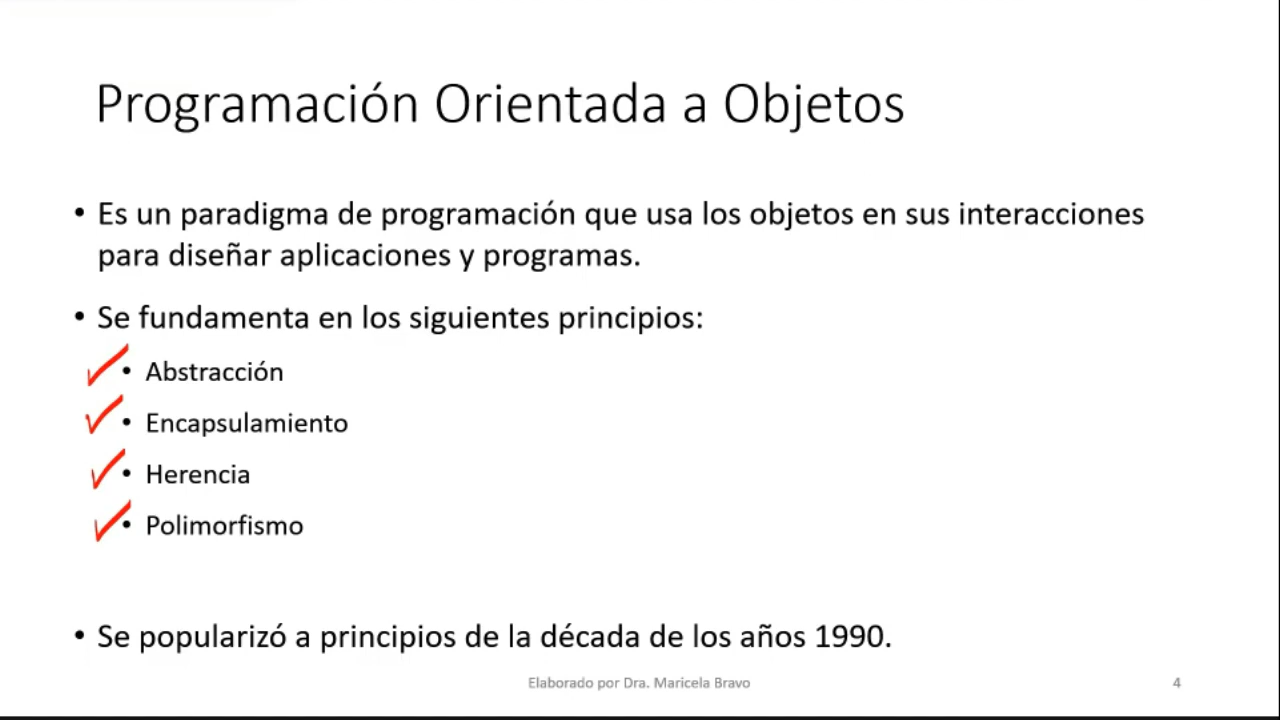 Programación Orientada a Objetos
• Es un paradigma de programación que usa los objetos en sus interacciones
para diseñar aplicaciones y programas.
• Se fundamenta en los siguientes principios:
• Abstracción
• Encapsulamiento
• Herencia
• Polimorfismo
• Se popularizó a principios de la década de los años 1990.
Elaborado por Dra. Maricela Bravo
4